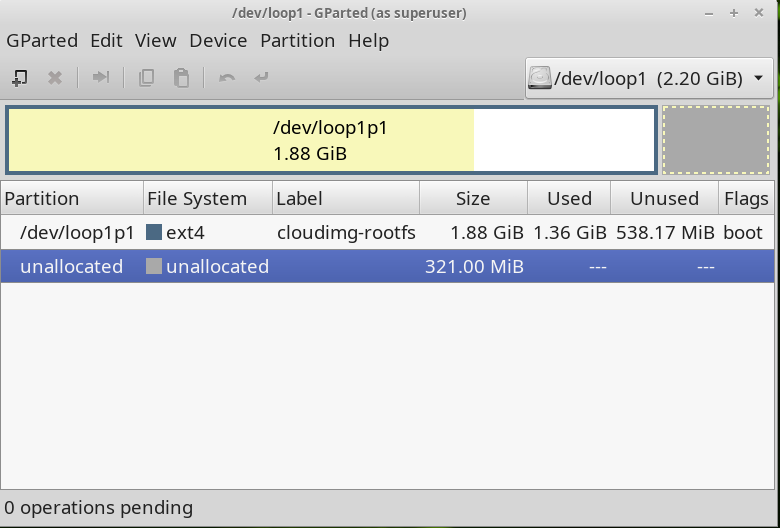 /dev/loop1 - GParted (as superuser)
GParted Edit View Device Partition Help
/dev/loop1 (2.20 GiB)
/dev/loop1p1
1.88 GiB
Partition File System Label Size Used Unused Flags
/dev/loop1p1 ext4 cloudimg-rootfs 1.88 GiB 1.36 GiB 538.17 MiB boot
unallocated unallocated 321.00 MiB --- ---
0 operations pending